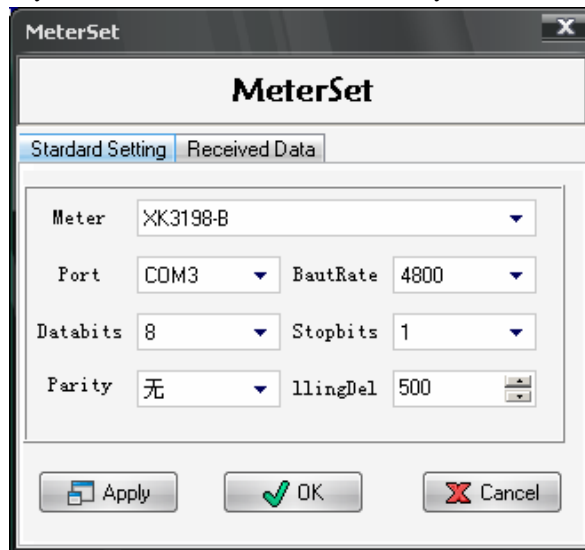 MeterSet
MeterSet
Stardard Setting Received Data
Meter XK3198-B
Port COM3 BautRate 4800
Databits 8 Stopbits 1
Parity 无 llingDel 500
Apply OK Cancel